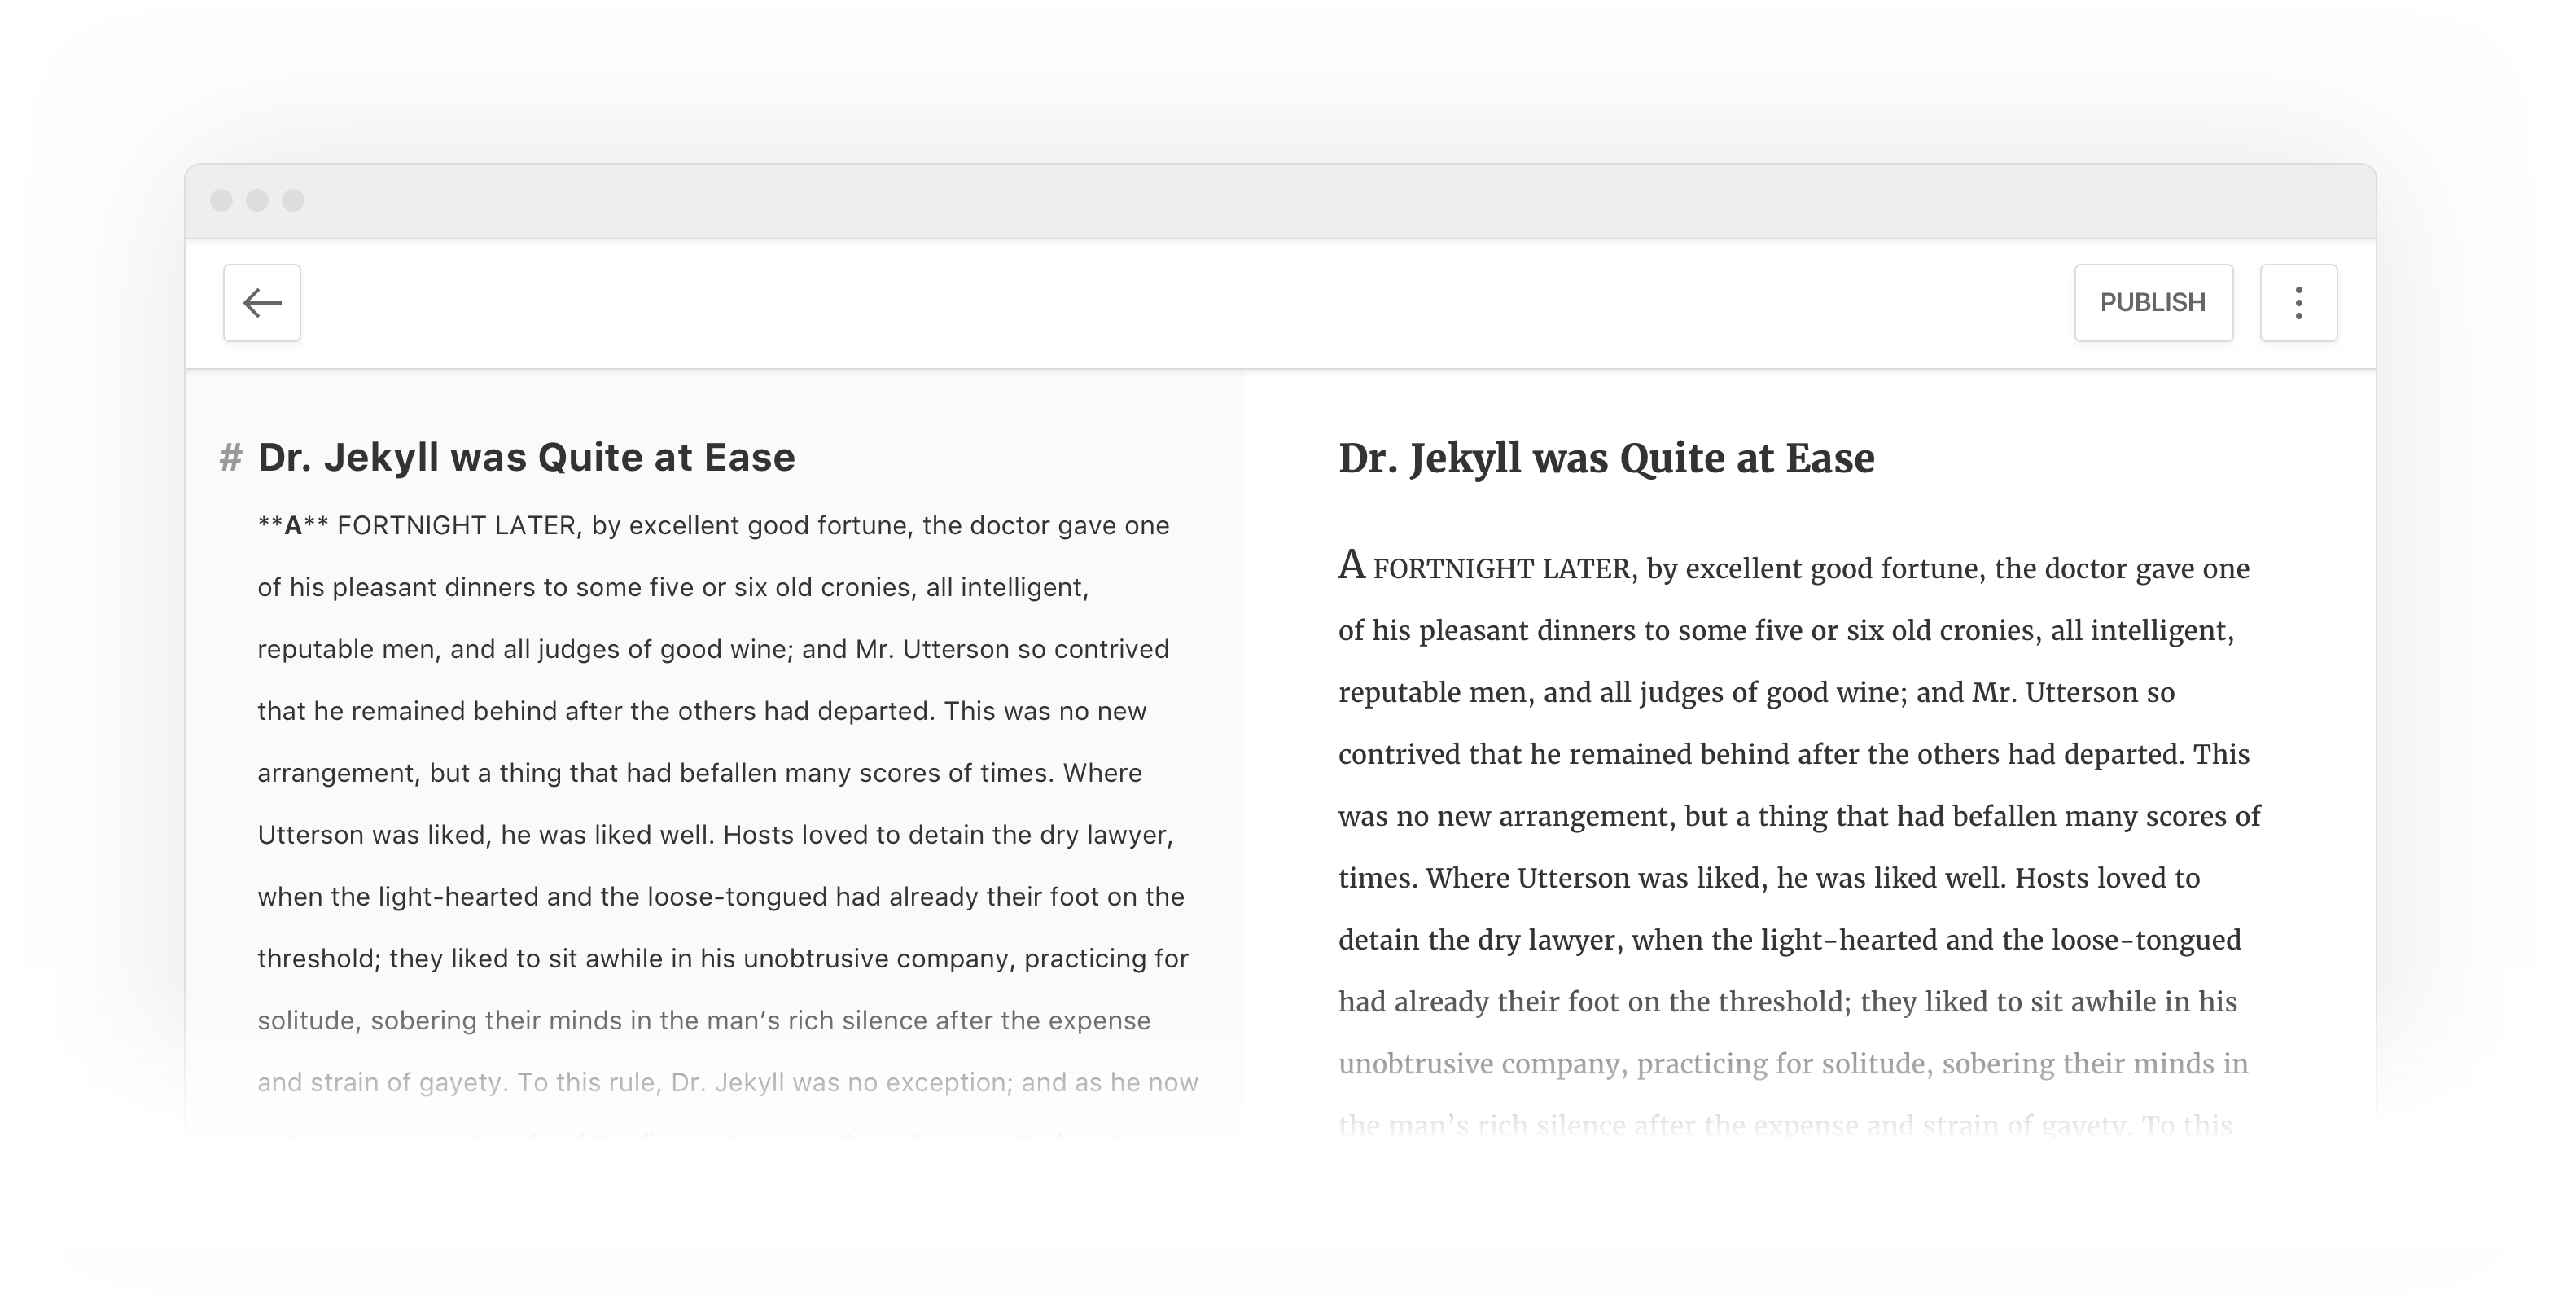 PUBLISH
# Dr. Jekyll was Quite at Ease
**A** FORTNIGHT LATER, by excellent good fortune, the doctor gave one
of his pleasant dinners to some five or six old cronies, all intelligent,
reputable men, and all judges of good wine; and Mr. Utterson so contrived
that he remained behind after the others had departed. This was no new
arrangement, but a thing that had befallen many scores of times. Where
Utterson was liked, he was liked well. Hosts loved to detain the dry lawyer,
when the light-hearted and the loose-tongued had already their foot on the
threshold; they liked to sit awhile in his unobtrusive company, practicing for
solitude, sobering their minds in the man’s rich silence after the expense
and strain of gayety. To this rule, Dr. Jekyll was no exception; and as he now
Dr. Jekyll was Quite at Ease
A FORTNIGHT LATER, by excellent good fortune, the doctor gave one
of his pleasant dinners to some five or six old cronies, all intelligent,
reputable men, and all judges of good wine; and Mr. Utterson so
contrived that he remained behind after the others had departed. This
was no new arrangement, but a thing that had befallen many scores of
times. Where Utterson was liked, he was liked well. Hosts loved to
detain the dry lawyer, when the light-hearted and the loose-tongued
had already their foot on the threshold; they liked to sit awhile in his
unobtrusive company, practicing for solitude, sobering their minds in
the man’s rich silence after the expense and strain of gayety. To this